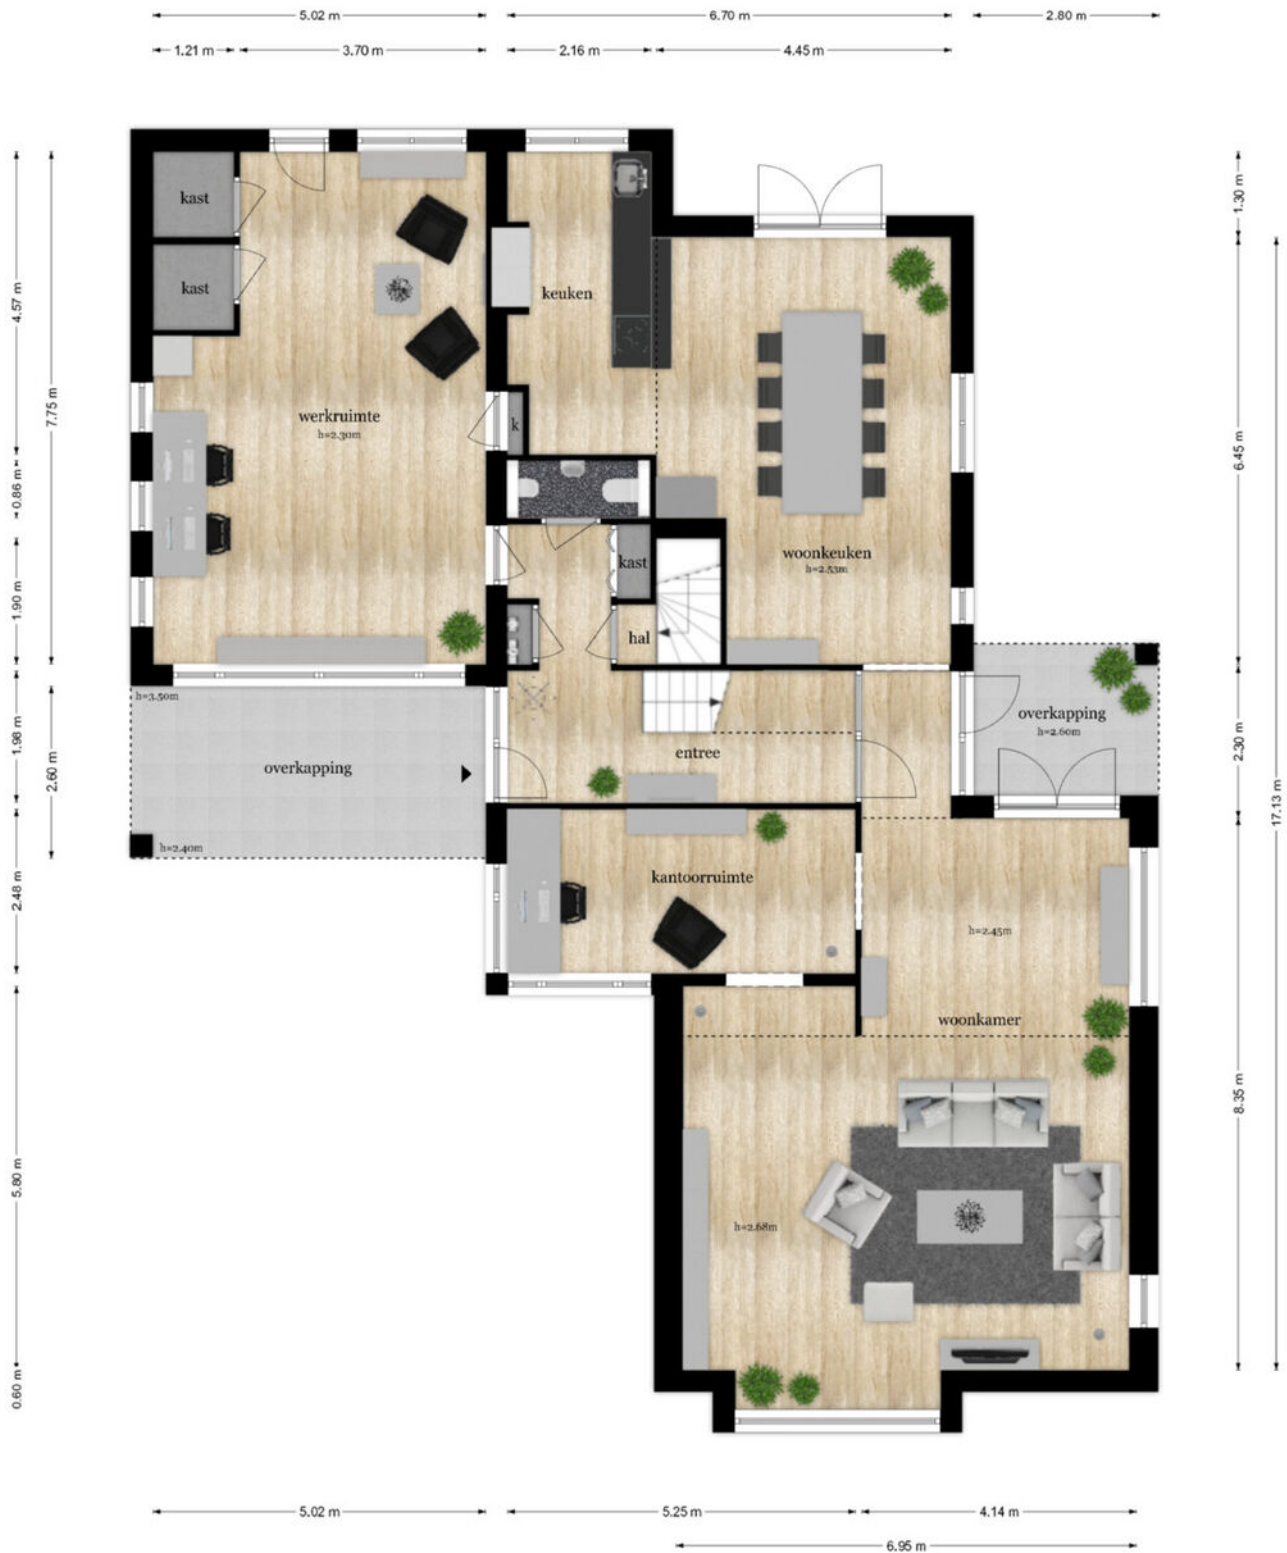 5.02 m
6.70 m
2.80 m
1.21 m
3.70 m
2.16 m
4.45 m
kast
kast
keuken
werkruimte
h=2.30m
k
kast
woonkeuken
h=2.53m
hal
h=3.50m
overkapping
h=2.60m
entree
overkapping
h=2.40m
kantoorruimte
h=2.45m
woonkamer
h=2.68m
4.57 m
0.86 m
1.90 m
1.98 m
2.48 m
5.80 m
0.60 m
7.75 m
2.60 m
1.30 m
6.45 m
2.30 m
8.35 m
17.13 m
5.02 m
5.25 m
4.14 m
6.95 m